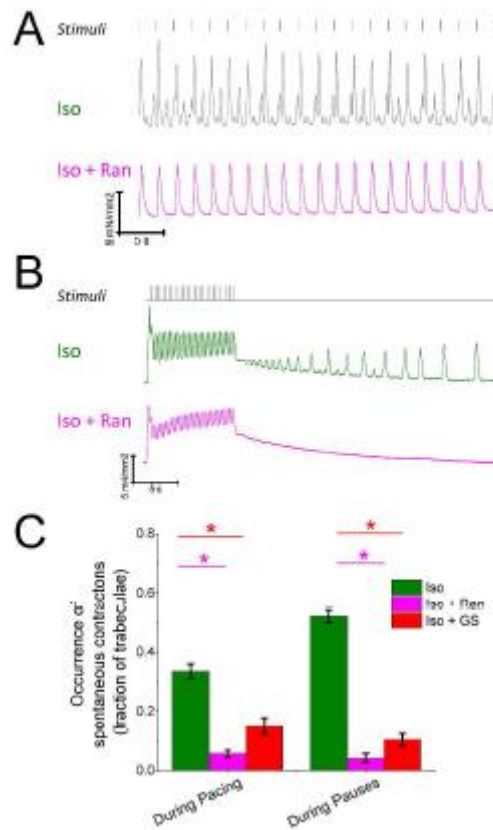 A
Stimuli
Iso
Iso + Ran
B
Stimuli
Iso
Iso + Ran
5 mN/mm2
C
Occurrence of
spontaneous contractons
(fraction of trabeculae)
0.8
0.6
0.4
0.2
0.0
*
*
*
*
Iso
Iso + Ran
Iso + GS
During Pacing
During Pauses